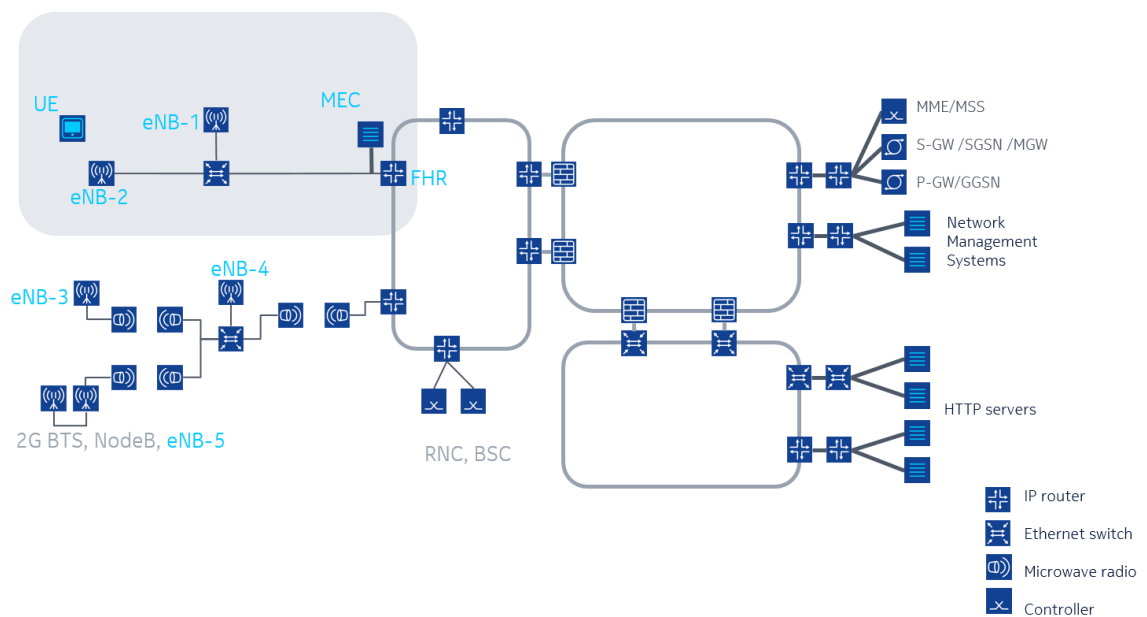 UE
MEC
eNB-1
eNB-2
FHR
MME/MSS
S-GW /SGSN /MGW
P-GW/GGSN
Network
Management
Systems
eNB-4
eNB-3
2G BTS, NodeB, eNB-5
RNC, BSC
HTTP servers
IP router
Ethernet switch
Microwave radio
Controller